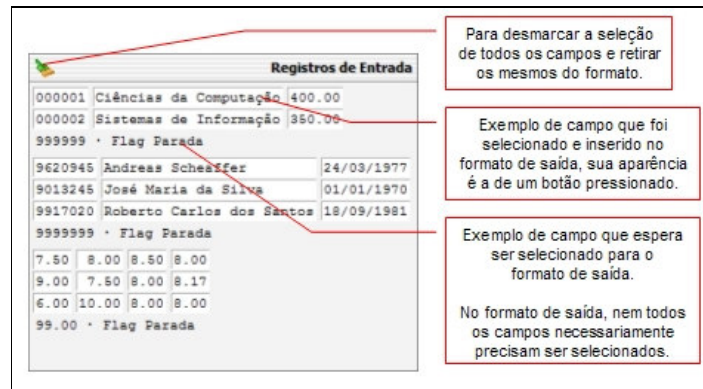 Para desmarcar a seleção
de todos os campos e retirar
os mesmos do formato.
Registros de Entrada
000001 Ciências da Computação 400.00
000002 Sistemas de Informação 350.00
999999 · Flag Parada
9620945 Andreas Scheaffer 24/03/1977
9013245 José Maria da Silva 01/01/1970
9917020 Roberto Carlos dos Santos 18/09/1981
9999999 · Flag Parada
7.50 8.00 8.50 8.00
9.00 7.50 8.00 8.17
6.00 10.00 8.00 8.00
99.00 · Flag Parada
Exemplo de campo que foi
selecionado e inserido no
formato de saída, sua aparência
é a de um botão pressionado.
Exemplo de campo que espera
ser selecionado para o
formato de saída.
No formato de saída, nem todos
os campos necessariamente
precisam ser selecionados.